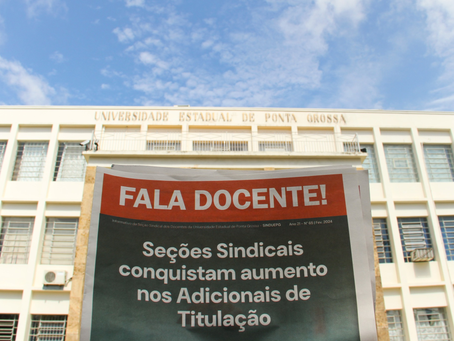 UNIVERSIDADE ESTADUAL DE PONTA GROSSA
FALA DOCENTE!
Seções Sindicais
conquistam aumento
nos Adicionais de
Titulação